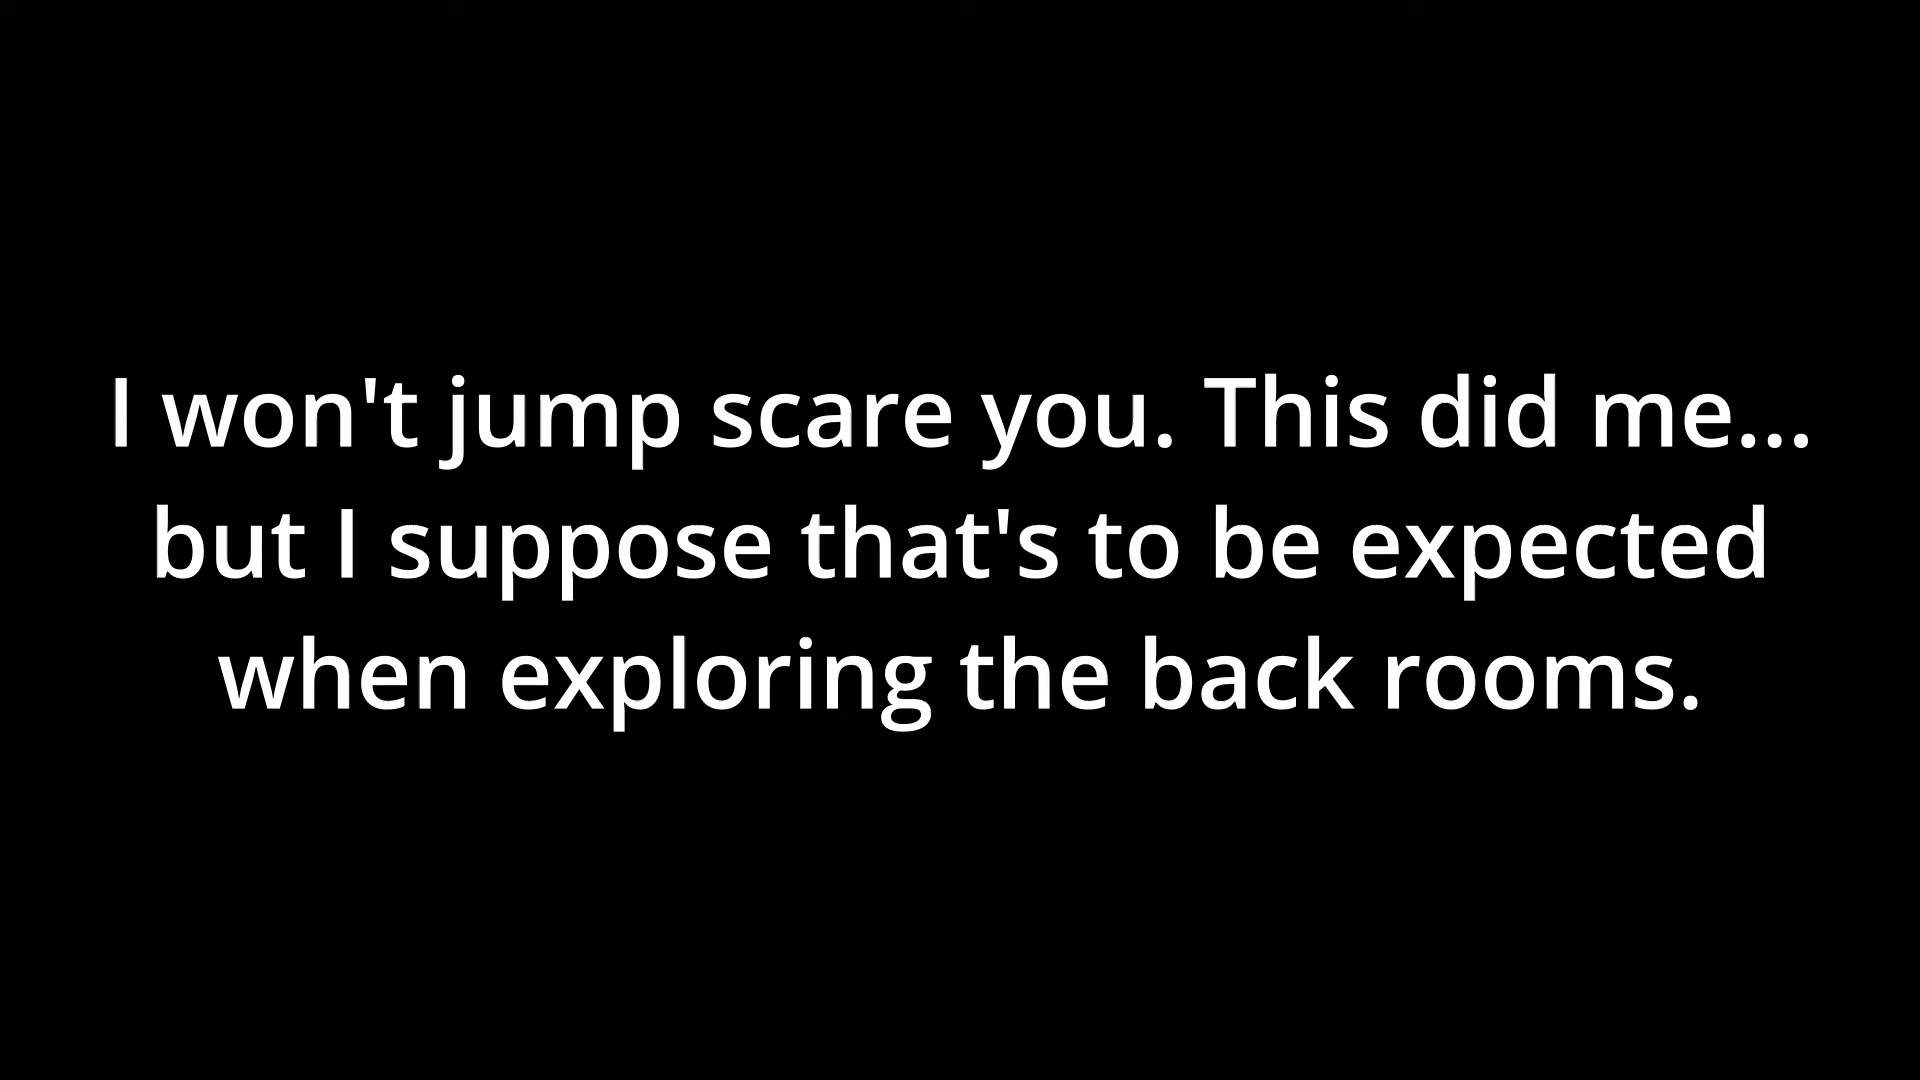 I won't jump scare you. This did me...
but I suppose that's to be expected
when exploring the back rooms.